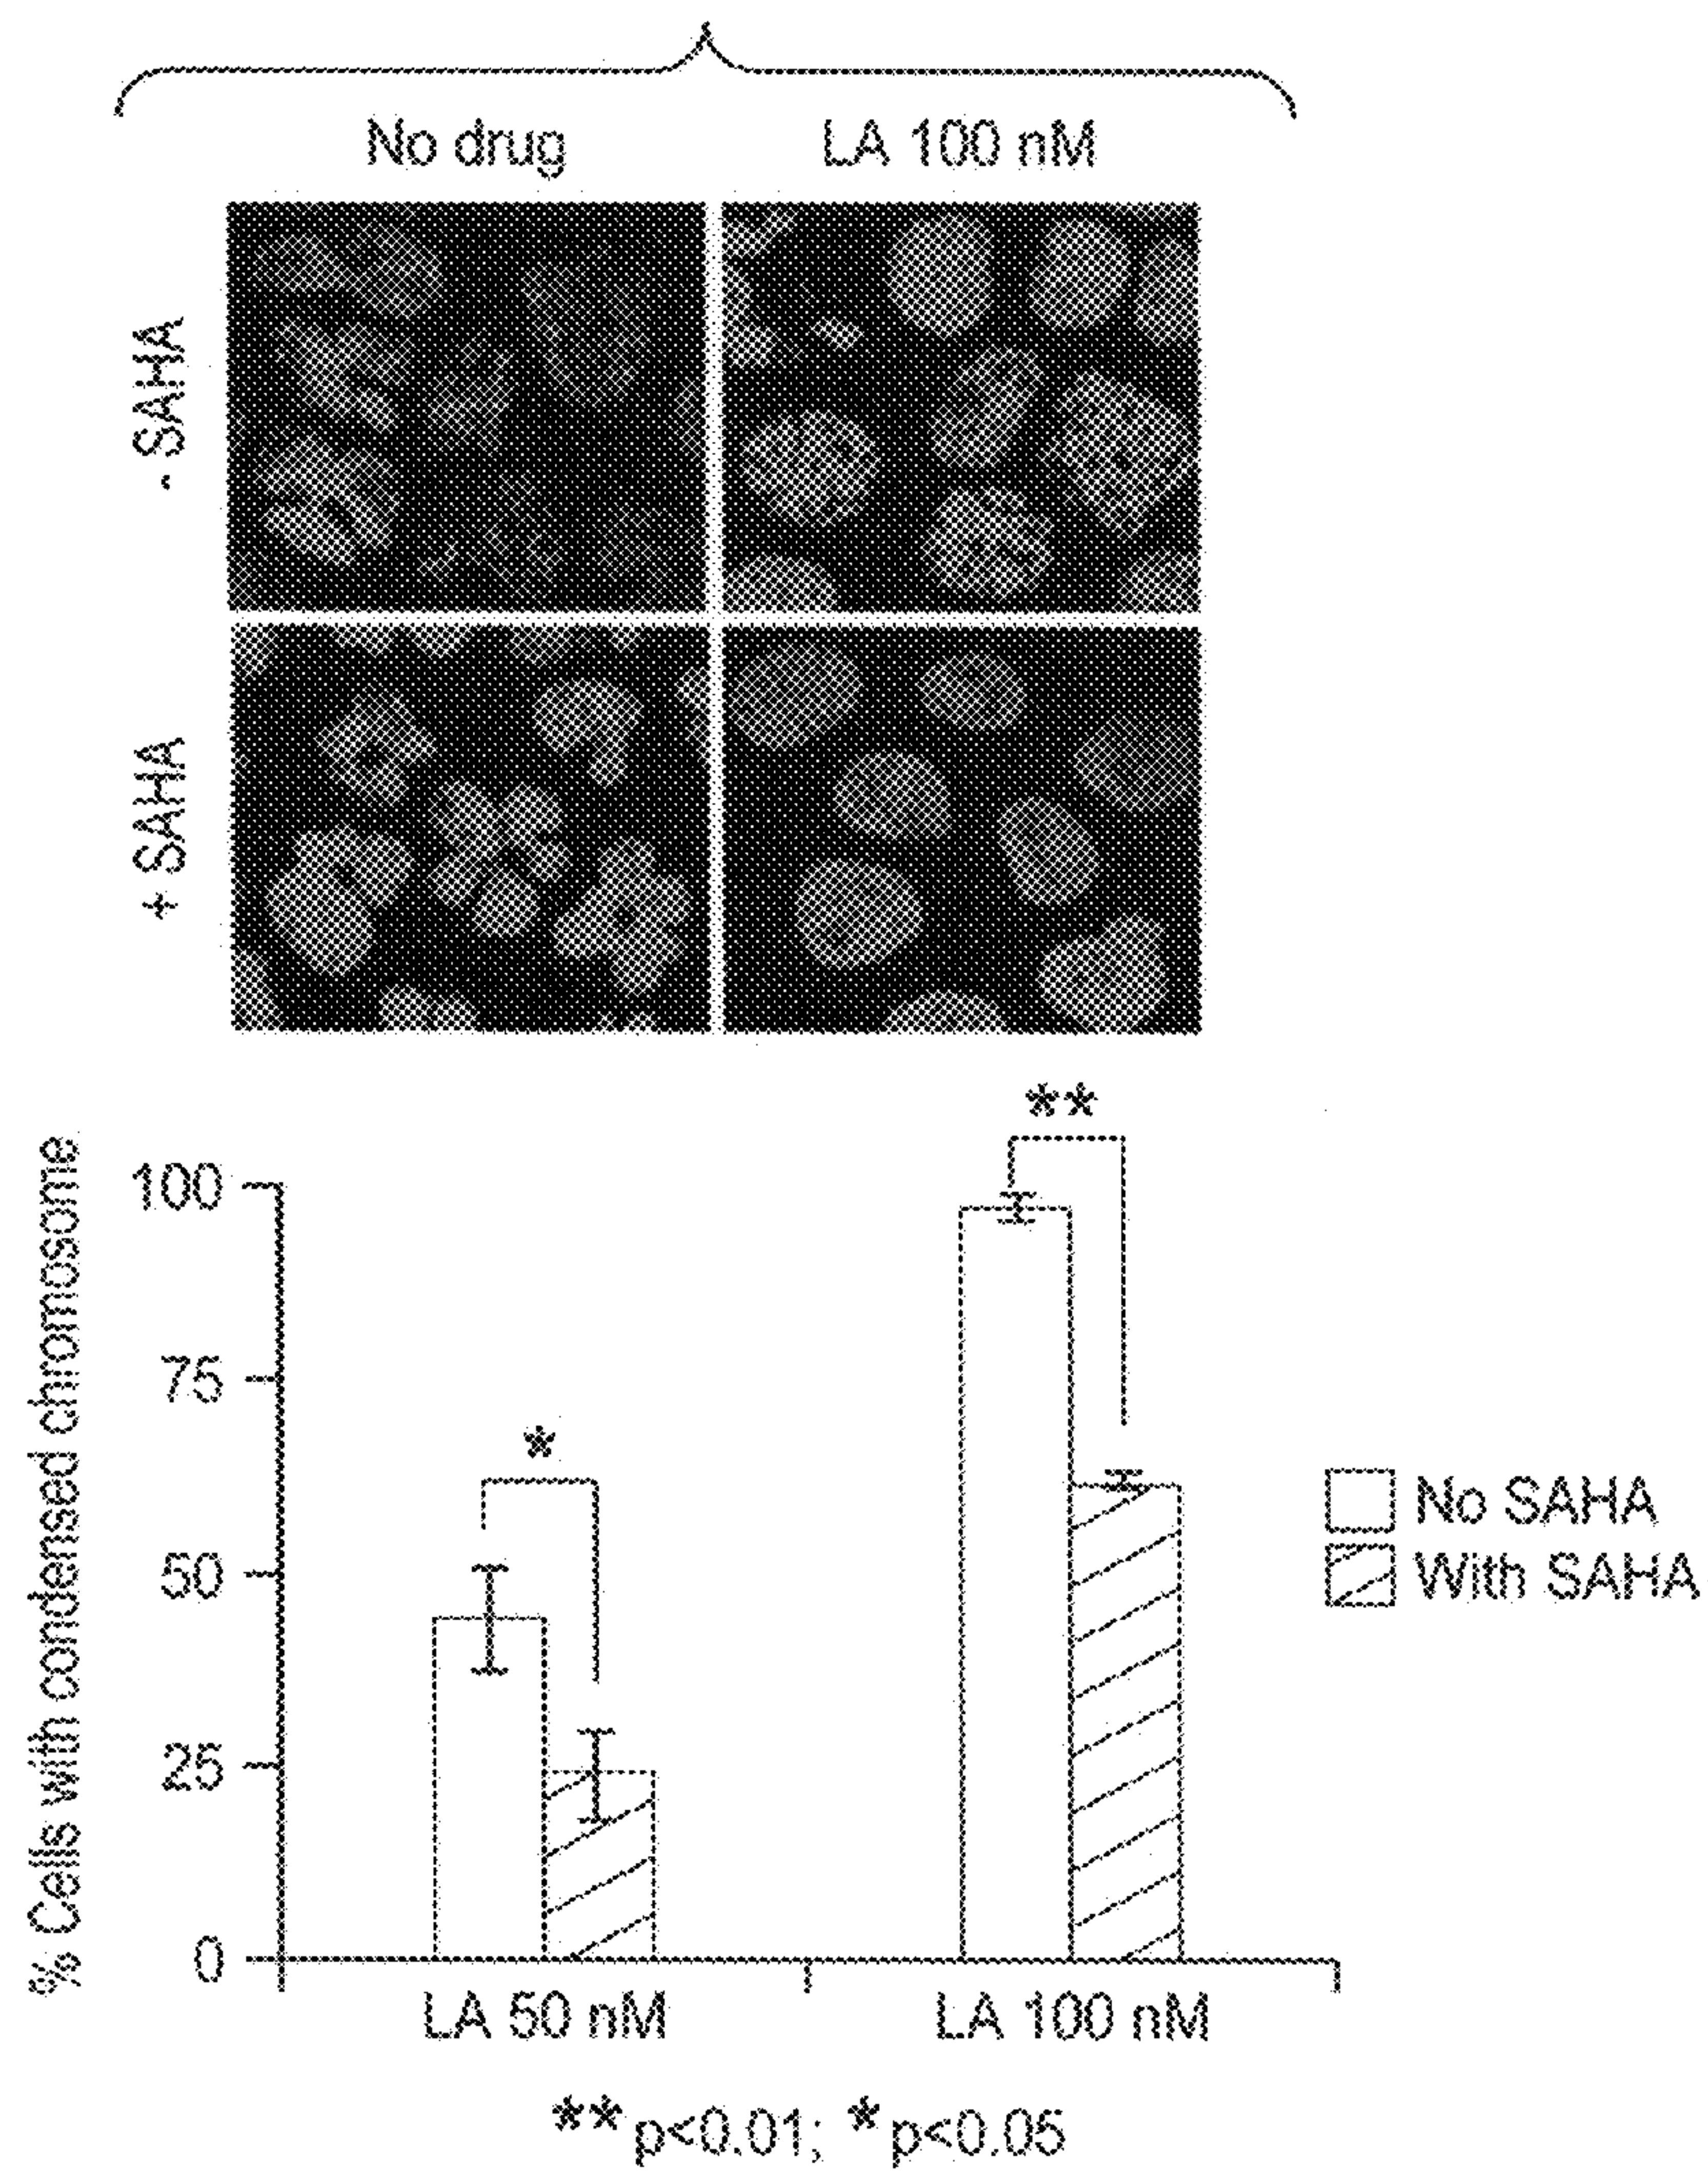 No drug LA 100 nM
- SAHA
+ SAHA
% Cells with condensed chromosome
100
75
50
25
0
*
**
No SAHA
With SAHA
LA 50 nM LA 100 nM
**p<0.01; *p<0.05